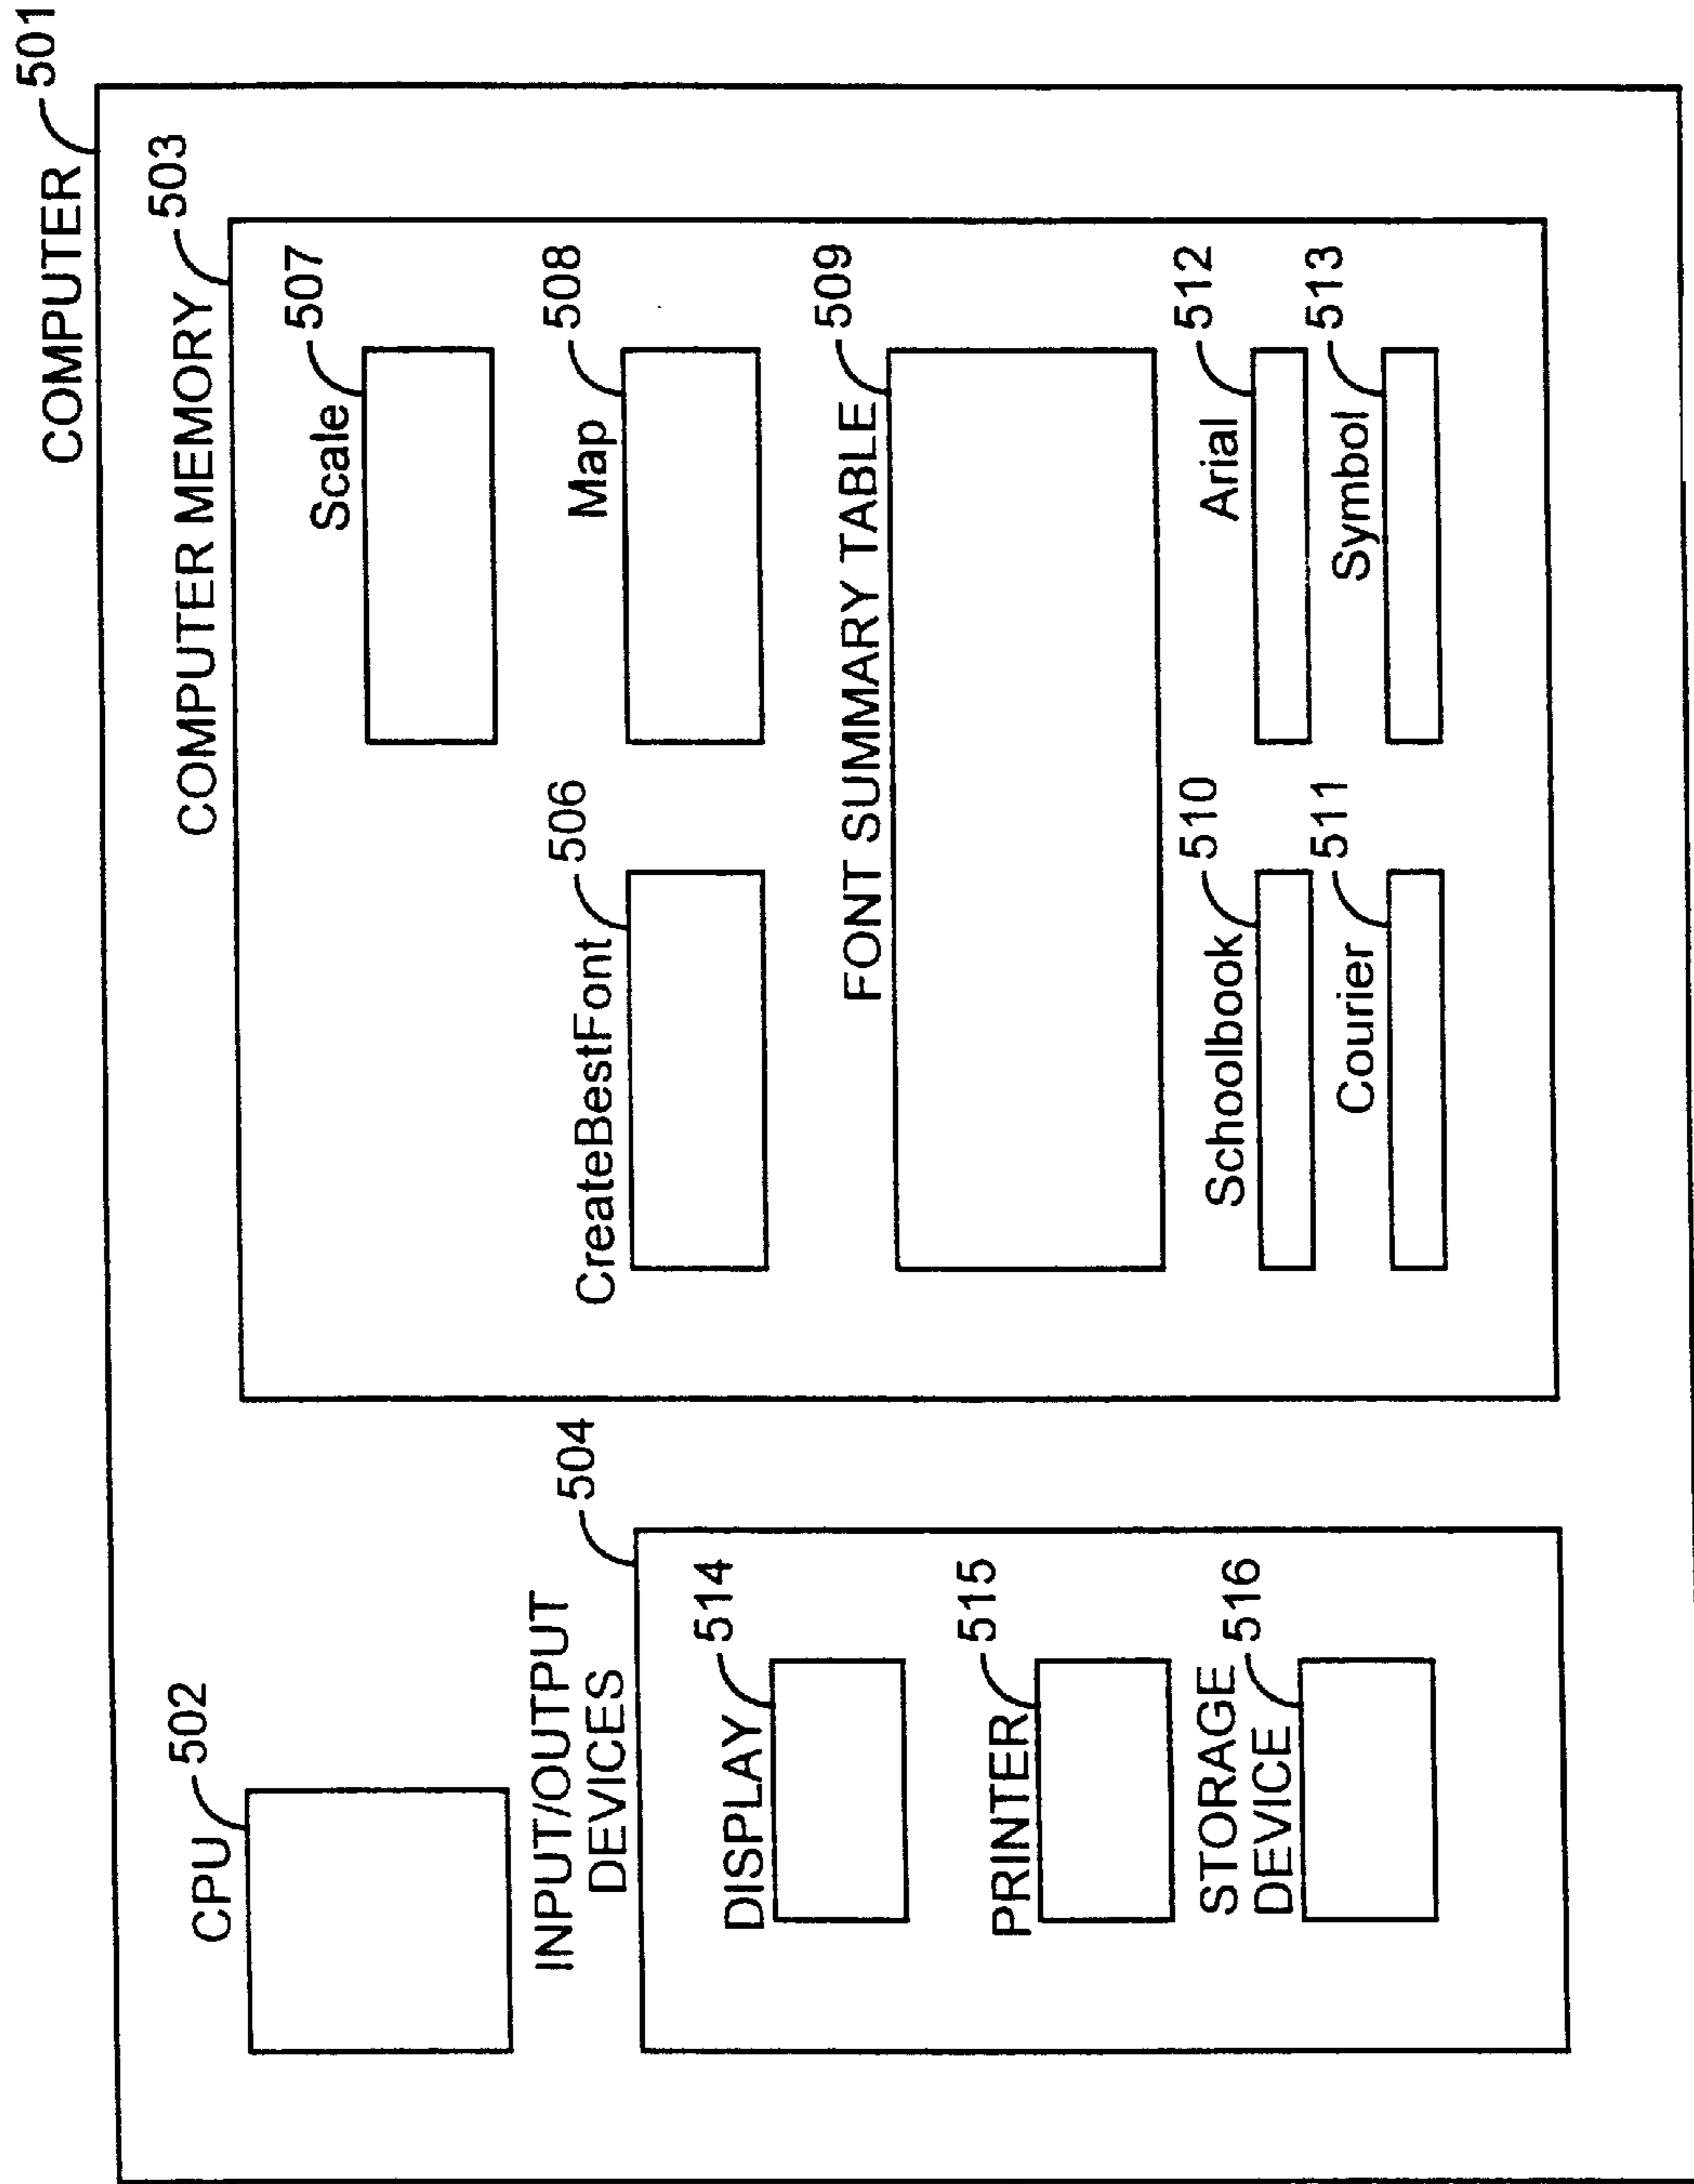 COMPUTER 501
COMPUTER MEMORY 503
CPU 502
Scale 507
INPUT/OUTPUT
DEVICES 504
CreateBestFont 506
Map 508
DISPLAY 514
FONT SUMMARY TABLE 509
PRINTER 515
Schoolbook 510
Arial 512
STORAGE
DEVICE 516
Courier 511
Symbol 513